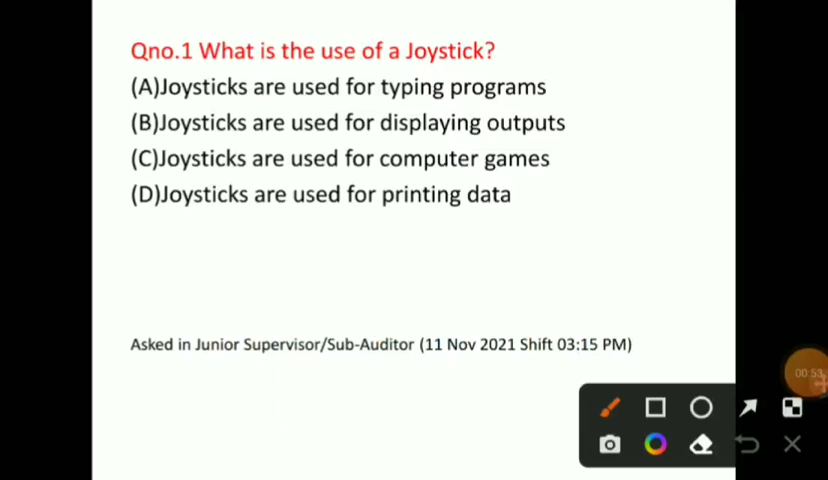 Qno.1 What is the use of a Joystick?
(A)Joysticks are used for typing programs
(B)Joysticks are used for displaying outputs
(C)Joysticks are used for computer games
(D)Joysticks are used for printing data
Asked in Junior Supervisor/Sub-Auditor (11 Nov 2021 Shift 03:15 PM)
00:53